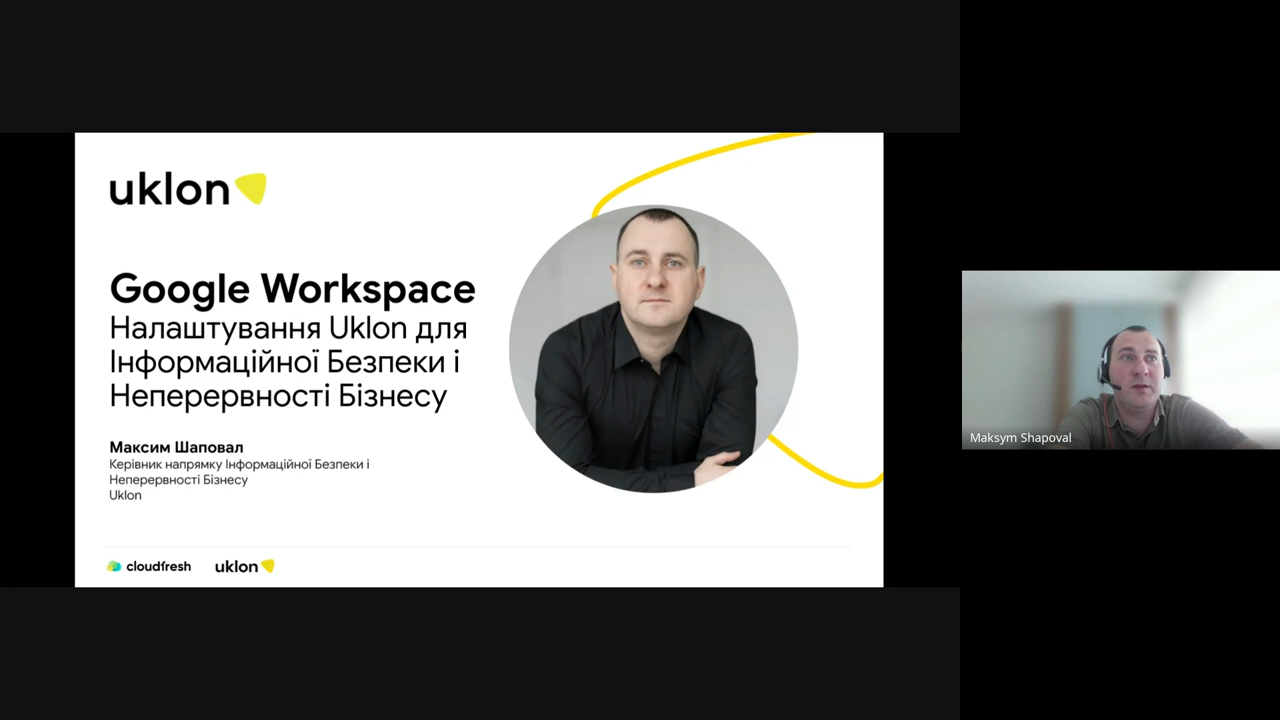 uklon
Google Workspace
Налаштування Uklon для
Інформаційної Безпеки і
Неперервності Бізнесу
Максим Шаповал
Керівник напрямку Інформаційної Безпеки і
Неперервності Бізнесу
Uklon
cloudfresh uklon
Maksym Shapoval